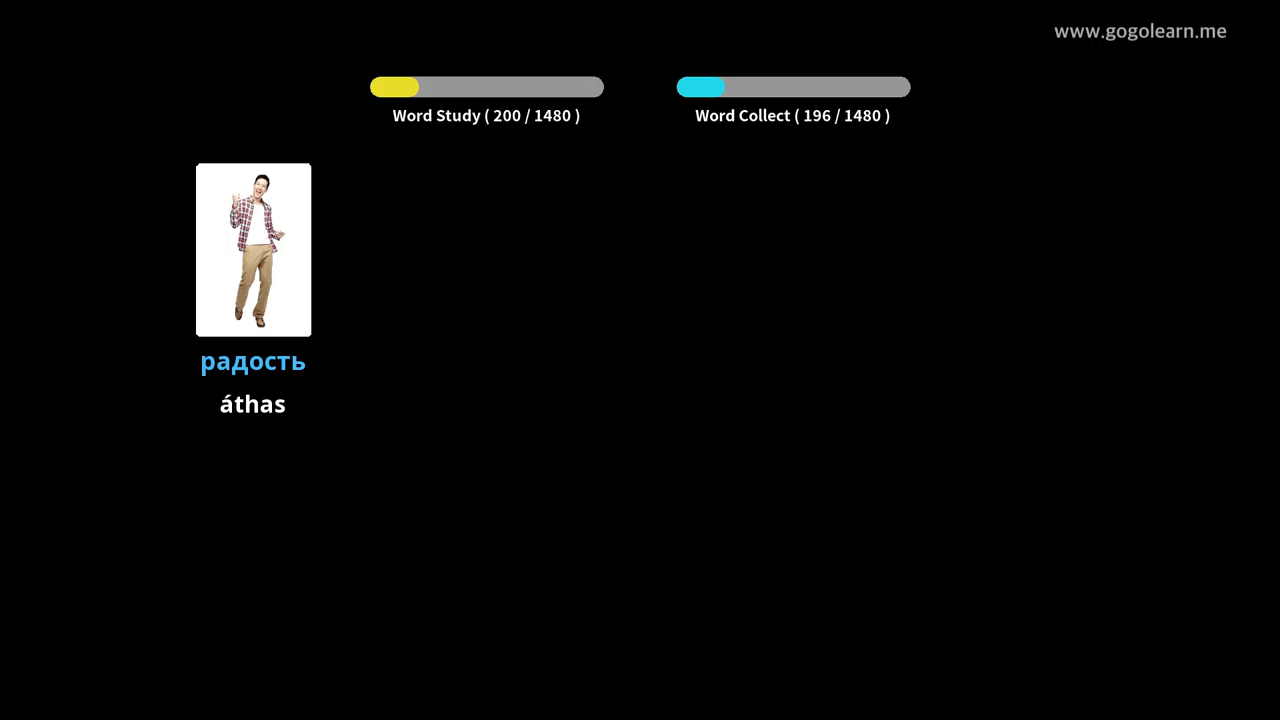 www.gogolearn.me
Word Study ( 200 / 1480 )
Word Collect ( 196 / 1480 )
радость
áthas